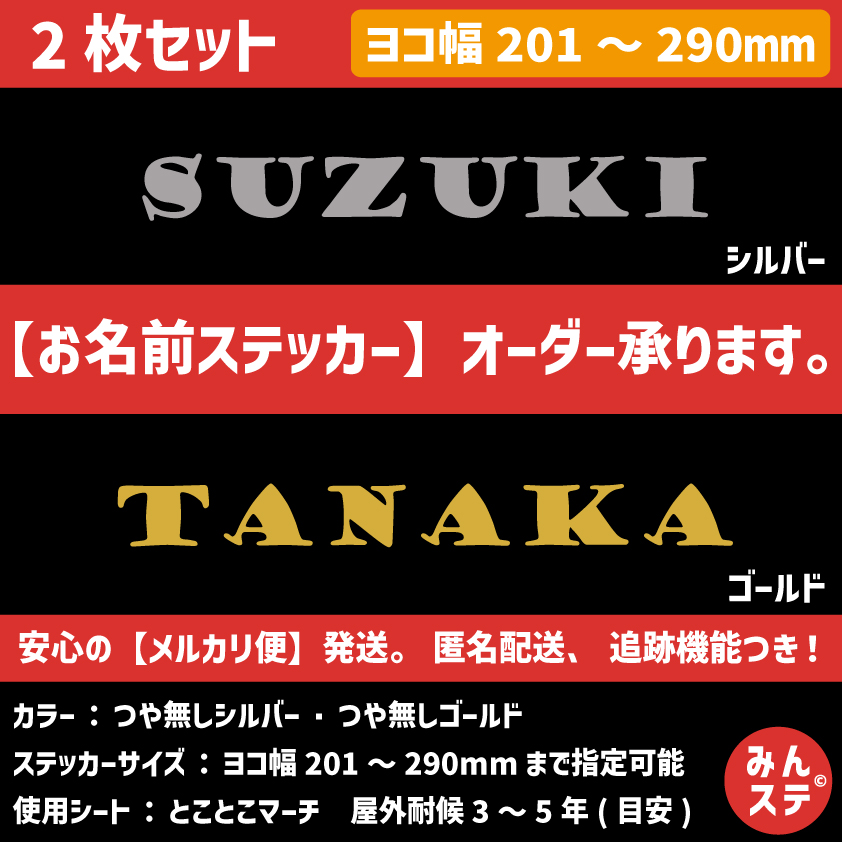 2枚セット
ヨコ幅 201 〜 290mm
SUZUKI
シルバー
【お名前ステッカー】オーダー承ります。
TANAKA
ゴールド
安心の【メルカリ便】発送。 匿名配送、 追跡機能つき！
カラー：つや無しシルバー・つや無しゴールド
ステッカーサイズ：ヨコ幅 201 〜 290mm まで指定可能
使用シート：とことこマーチ　屋外耐候 3 〜 5 年 ( 目安 )
みん
ステ©